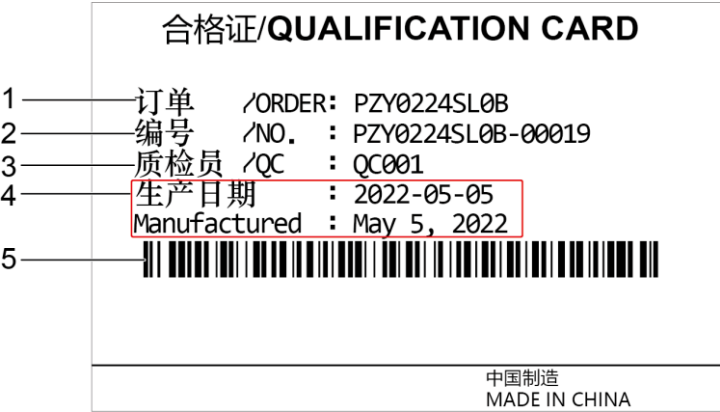 合格证/QUALIFICATION CARD
1 订单 /ORDER: PZY0224SL0B
2 编号 /NO. : PZY0224SL0B-00019
3 质检员 /QC : QC001
4 生产日期 : 2022-05-05
Manufactured : May 5, 2022
5
中国制造
MADE IN CHINA